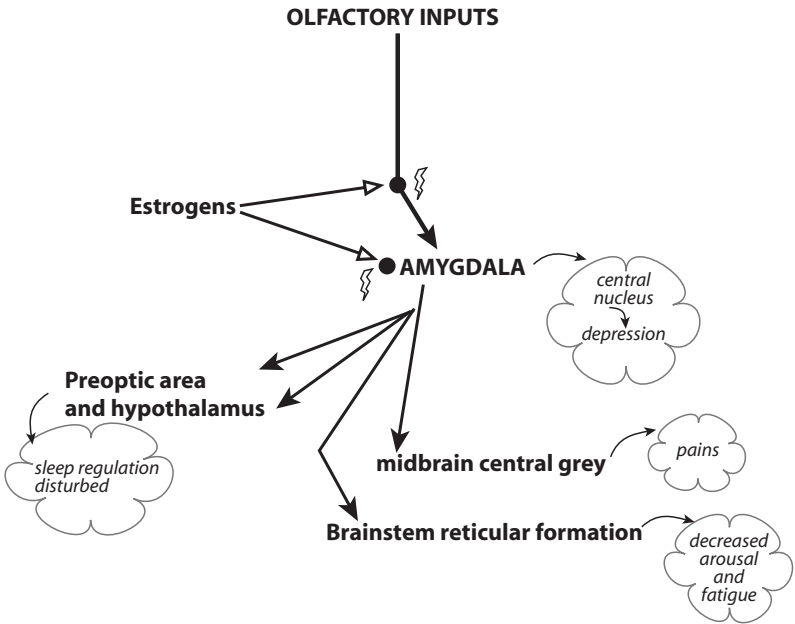 OLFACTORY INPUTS
Estrogens
AMYGDALA
central
nucleus
depression
Preoptic area
and hypothalamus
sleep regulation
disturbed
midbrain central grey
pains
Brainstem reticular formation
decreased
arousal
and
fatigue